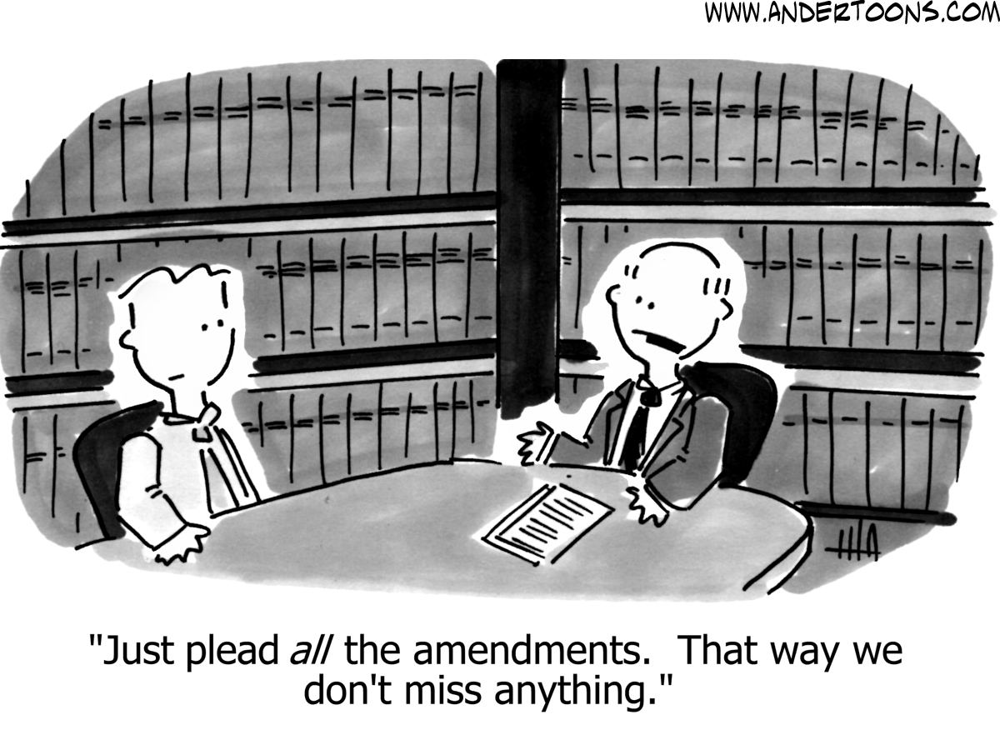 WWW.ANDERTOONS.COM
"Just plead all the amendments.  That way we
don't miss anything."